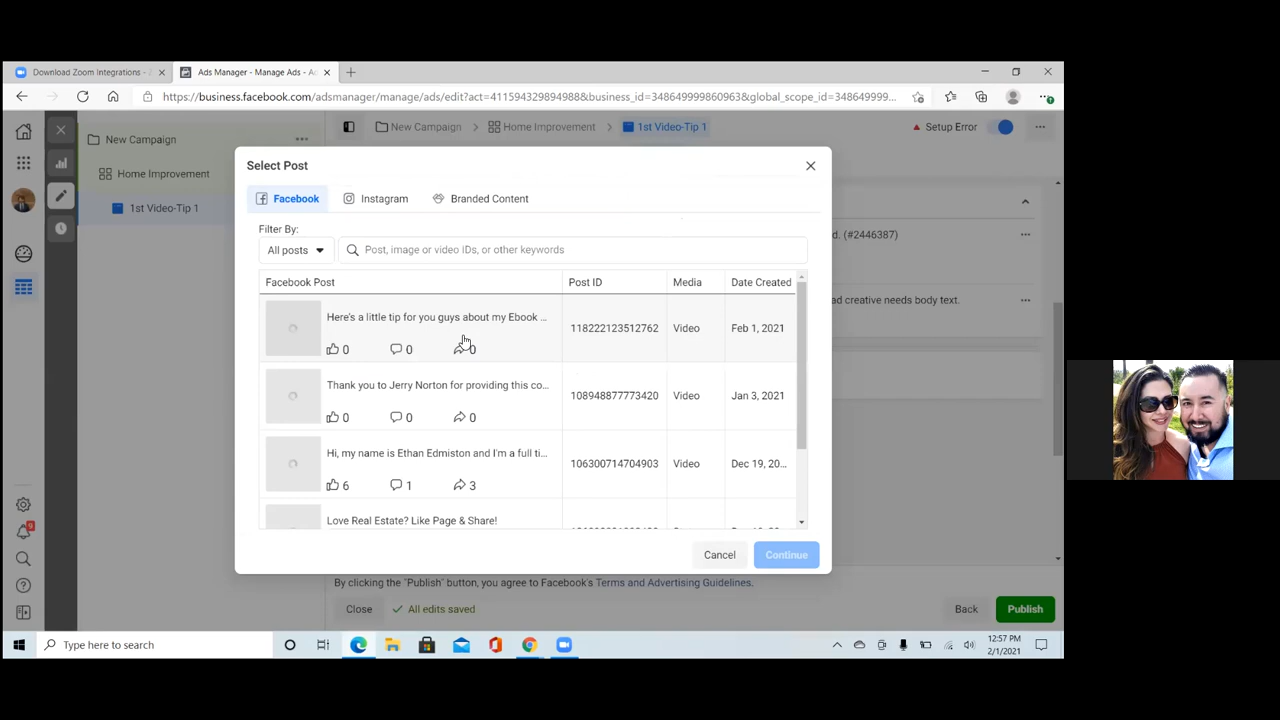 Download Zoom Integrations -
Ads Manager - Manage Ads - Ad
https://business.facebook.com/adsmanager/manage/ads/edit?act=411594329894988&business_id=348649999860963&global_scope_id=348649999...
New Campaign
Home Improvement
1st Video-Tip 1
New Campaign
Home Improvement
1st Video-Tip 1
Setup Error
d. (#2446387)
ad creative needs body text.
Select Post
Facebook
Instagram
Branded Content
Filter By:
All posts
Post, image or video IDs, or other keywords
Facebook Post
Post ID
Media
Date Created
Here's a little tip for you guys about my Ebook ...
0
0
0
118222123512762
Video
Feb 1, 2021
Thank you to Jerry Norton for providing this co...
0
0
0
108948877773420
Video
Jan 3, 2021
Hi, my name is Ethan Edmiston and I'm a full ti...
6
1
3
106300714704903
Video
Dec 19, 20...
Love Real Estate? Like Page & Share!
Cancel
Continue
By clicking the "Publish" button, you agree to Facebook's Terms and Advertising Guidelines.
Close
All edits saved
Back
Publish
9
Type here to search
12:57 PM
2/1/2021